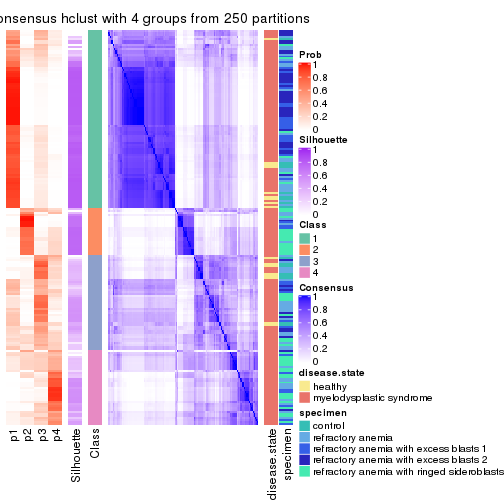 onsensus hclust with 4 groups from 250 partitions
Prob
1
0.8
0.6
0.4
0.2
0
Silhouette
1
0.8
0.6
0.4
0.2
0
Class
1
2
3
4
Consensus
1
0.8
0.6
0.4
0.2
0
disease.state
healthy
myelodysplastic syndrome
specimen
control
refractory anemia
refractory anemia with excess blasts 1
refractory anemia with excess blasts 2
refractory anemia with ringed sideroblasts
p1
p2
p3
p4
Silhouette
Class
disease.state
specimen